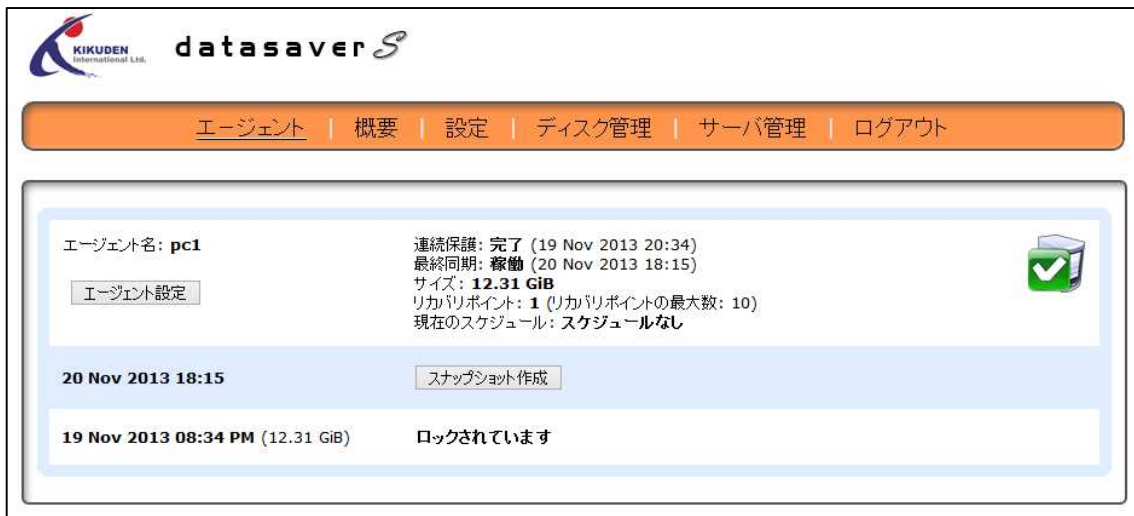 KIKUDEN
International Ltd.
datasaver S
エージェント | 概要 | 設定 | ディスク管理 | サーバ管理 | ログアウト
エージェント名: pc1
エージェント設定
連続保護: 完了 (19 Nov 2013 20:34)
最終同期: 稼働 (20 Nov 2013 18:15)
サイズ: 12.31 GiB
リカバリポイント: 1 (リカバリポイントの最大数: 10)
現在のスケジュール: スケジュールなし
20 Nov 2013 18:15
スナップショット作成
19 Nov 2013 08:34 PM (12.31 GiB)
ロックされています